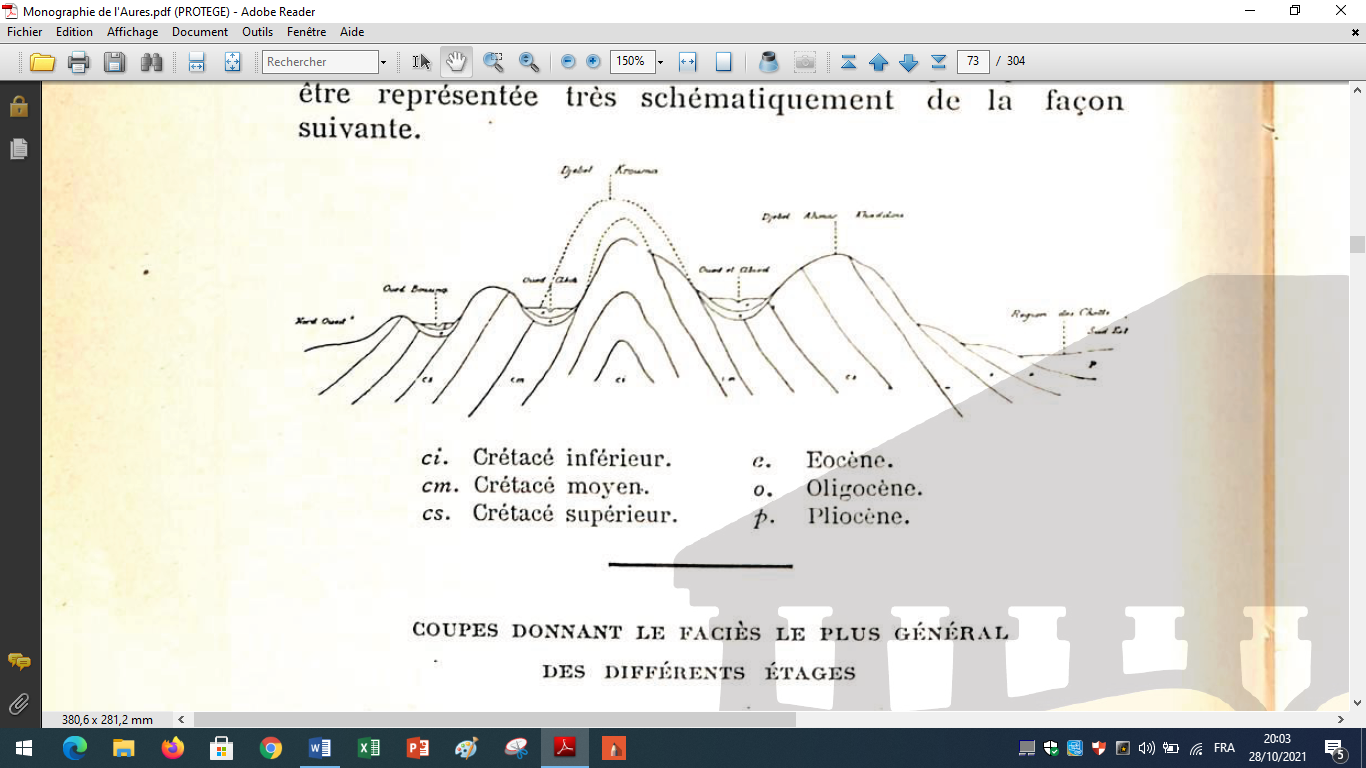 Monographie de l'Aures.pdf (PROTEGE) - Adobe Reader
Fichier Edition Affichage Document Outils Fenêtre Aide
Rechercher 150% 73 / 304
être représentée très schématiquement de la façon
suivante.
Djebel Krouma
Djebel Ahmar Khaddou
Oued Abdi
Oued el Abiod
Nord Ouest
Region des Chotts
Sud Est
cs cm ci cm cs p
ci. Crétacé inférieur. e. Eocène.
cm. Crétacé moyen. o. Oligocène.
cs. Crétacé supérieur. p. Pliocène.
COUPES DONNANT LE FACIÈS LE PLUS GÉNÉRAL
DES DIFFÉRENTS ÉTAGES
380,6 x 281,2 mm
FRA 20:03
28/10/2021 5